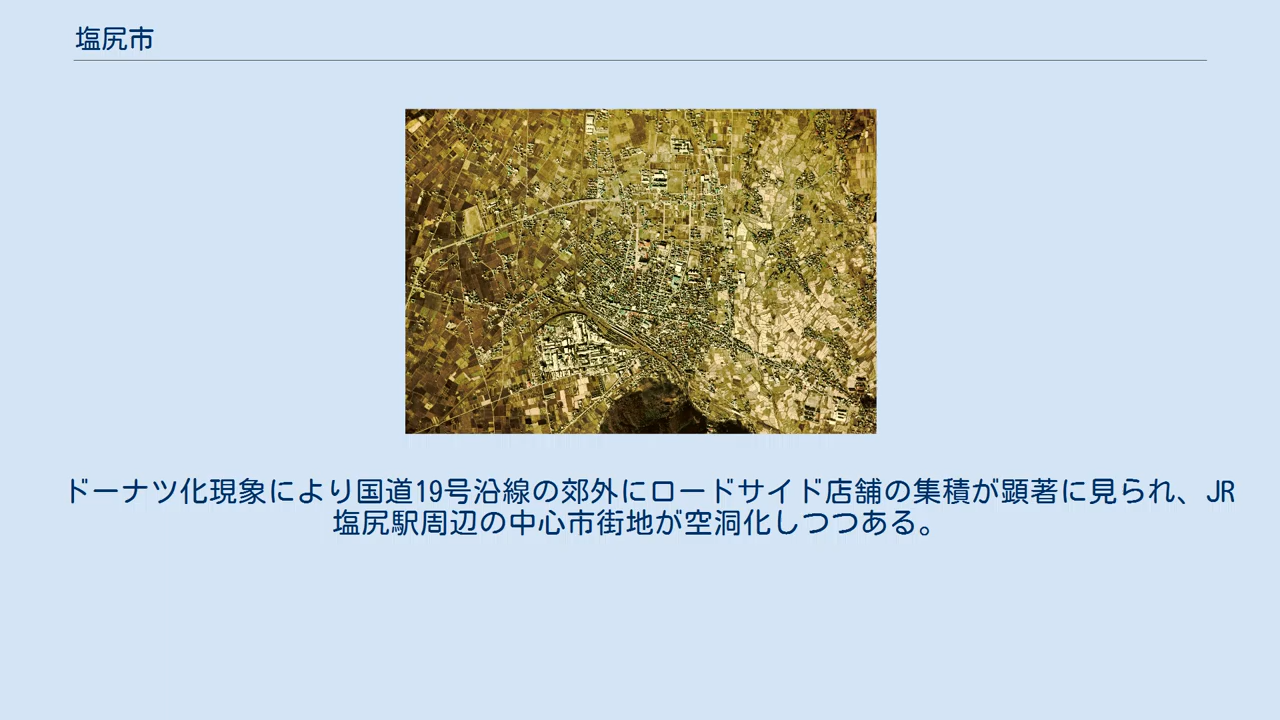 塩尻市
ドーナツ化現象により国道19号沿線の郊外にロードサイド店舗の集積が顕著に見られ、JR
塩尻駅周辺の中心市街地が空洞化しつつある。